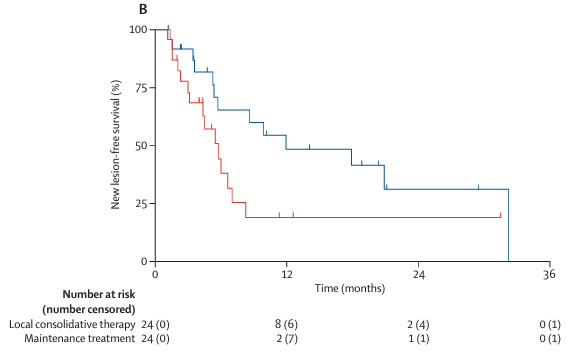 B
100
75
50
25
0
New lesion-free survival (%)
0 12 24 36
Time (months)
Number at risk
(number censored)
Local consolidative therapy 24 (0) 8 (6) 2 (4) 0 (1)
Maintenance treatment 24 (0) 2 (7) 1 (1) 0 (1)